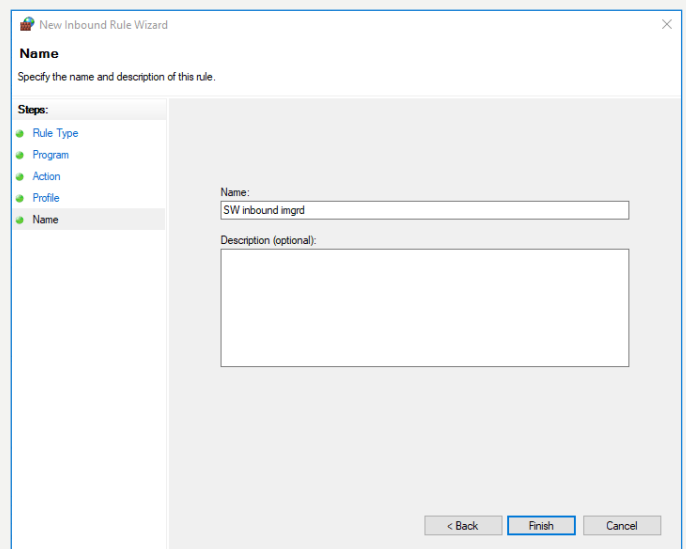 New Inbound Rule Wizard
Name
Specify the name and description of this rule.
Steps:
Rule Type
Program
Action
Profile
Name
Name:
SW inbound imgrd
Description (optional):
< Back
Finish
Cancel